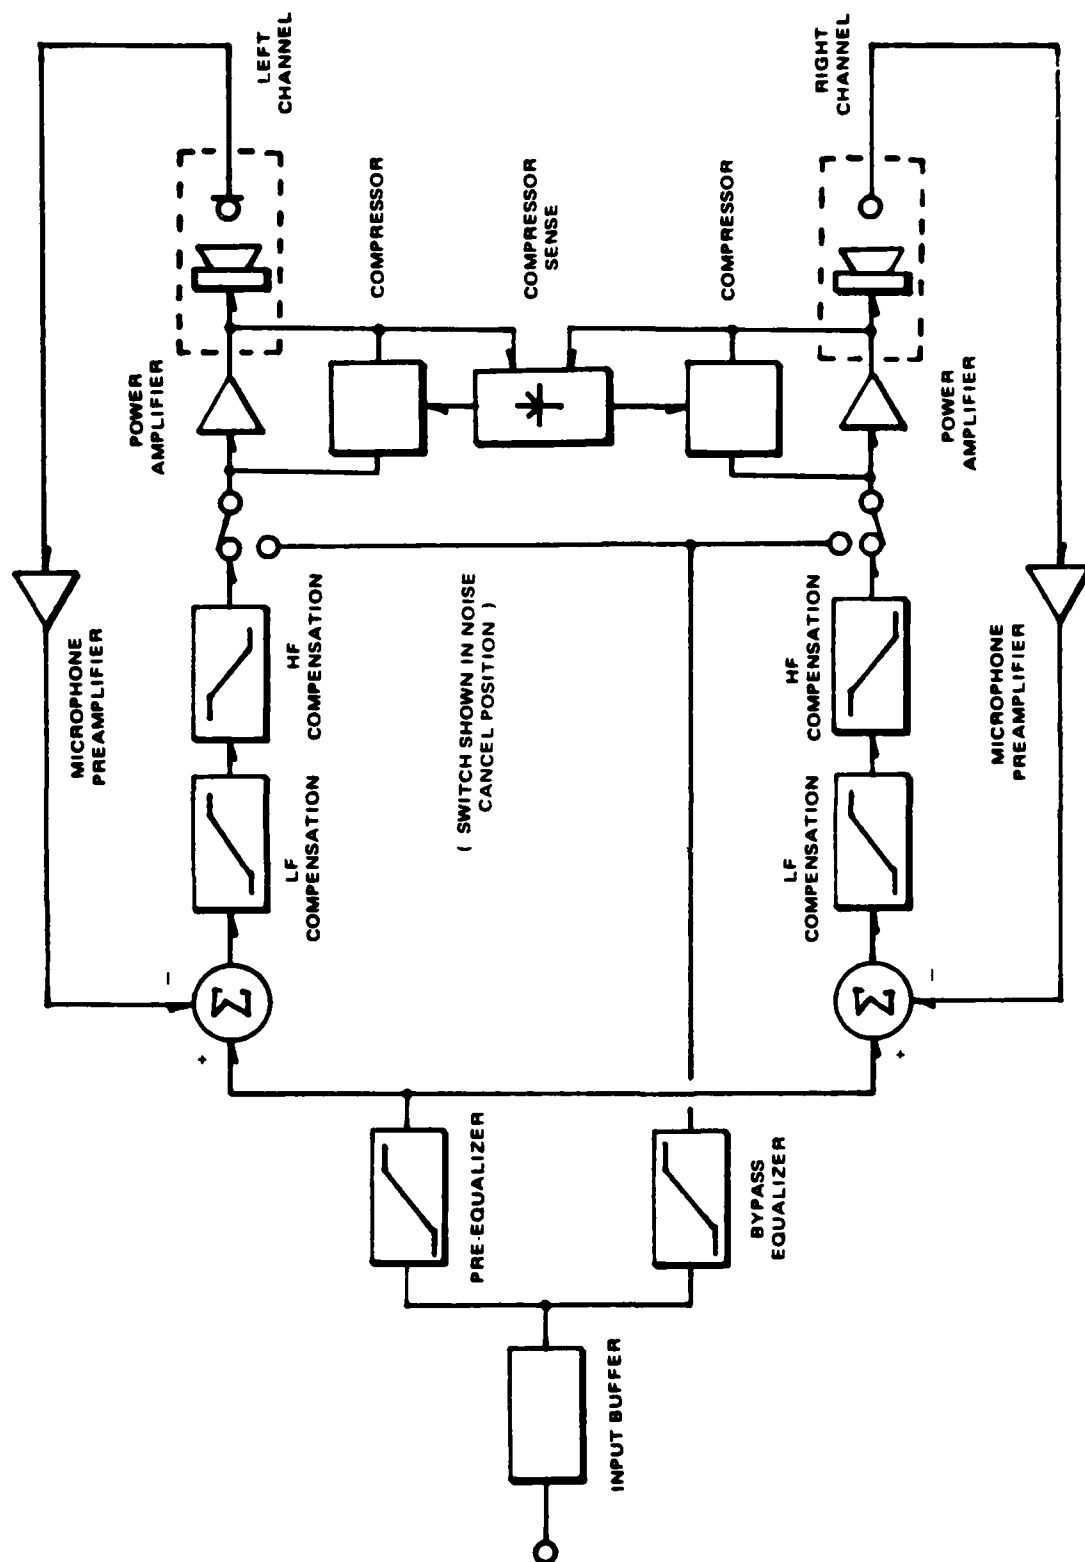 LEFT
CHANNEL
POWER
AMPLIFIER
MICROPHONE
PREAMPLIFIER
HF
COMPENSATION
LF
COMPENSATION
-
Σ
+
COMPRESSOR
COMPRESSOR
SENSE
COMPRESSOR
( SWITCH SHOWN IN NOISE
CANCEL POSITION )
PRE-EQUALIZER
BYPASS
EQUALIZER
INPUT BUFFER
RIGHT
CHANNEL
POWER
AMPLIFIER
HF
COMPENSATION
LF
COMPENSATION
MICROPHONE
PREAMPLIFIER
-
Σ
+